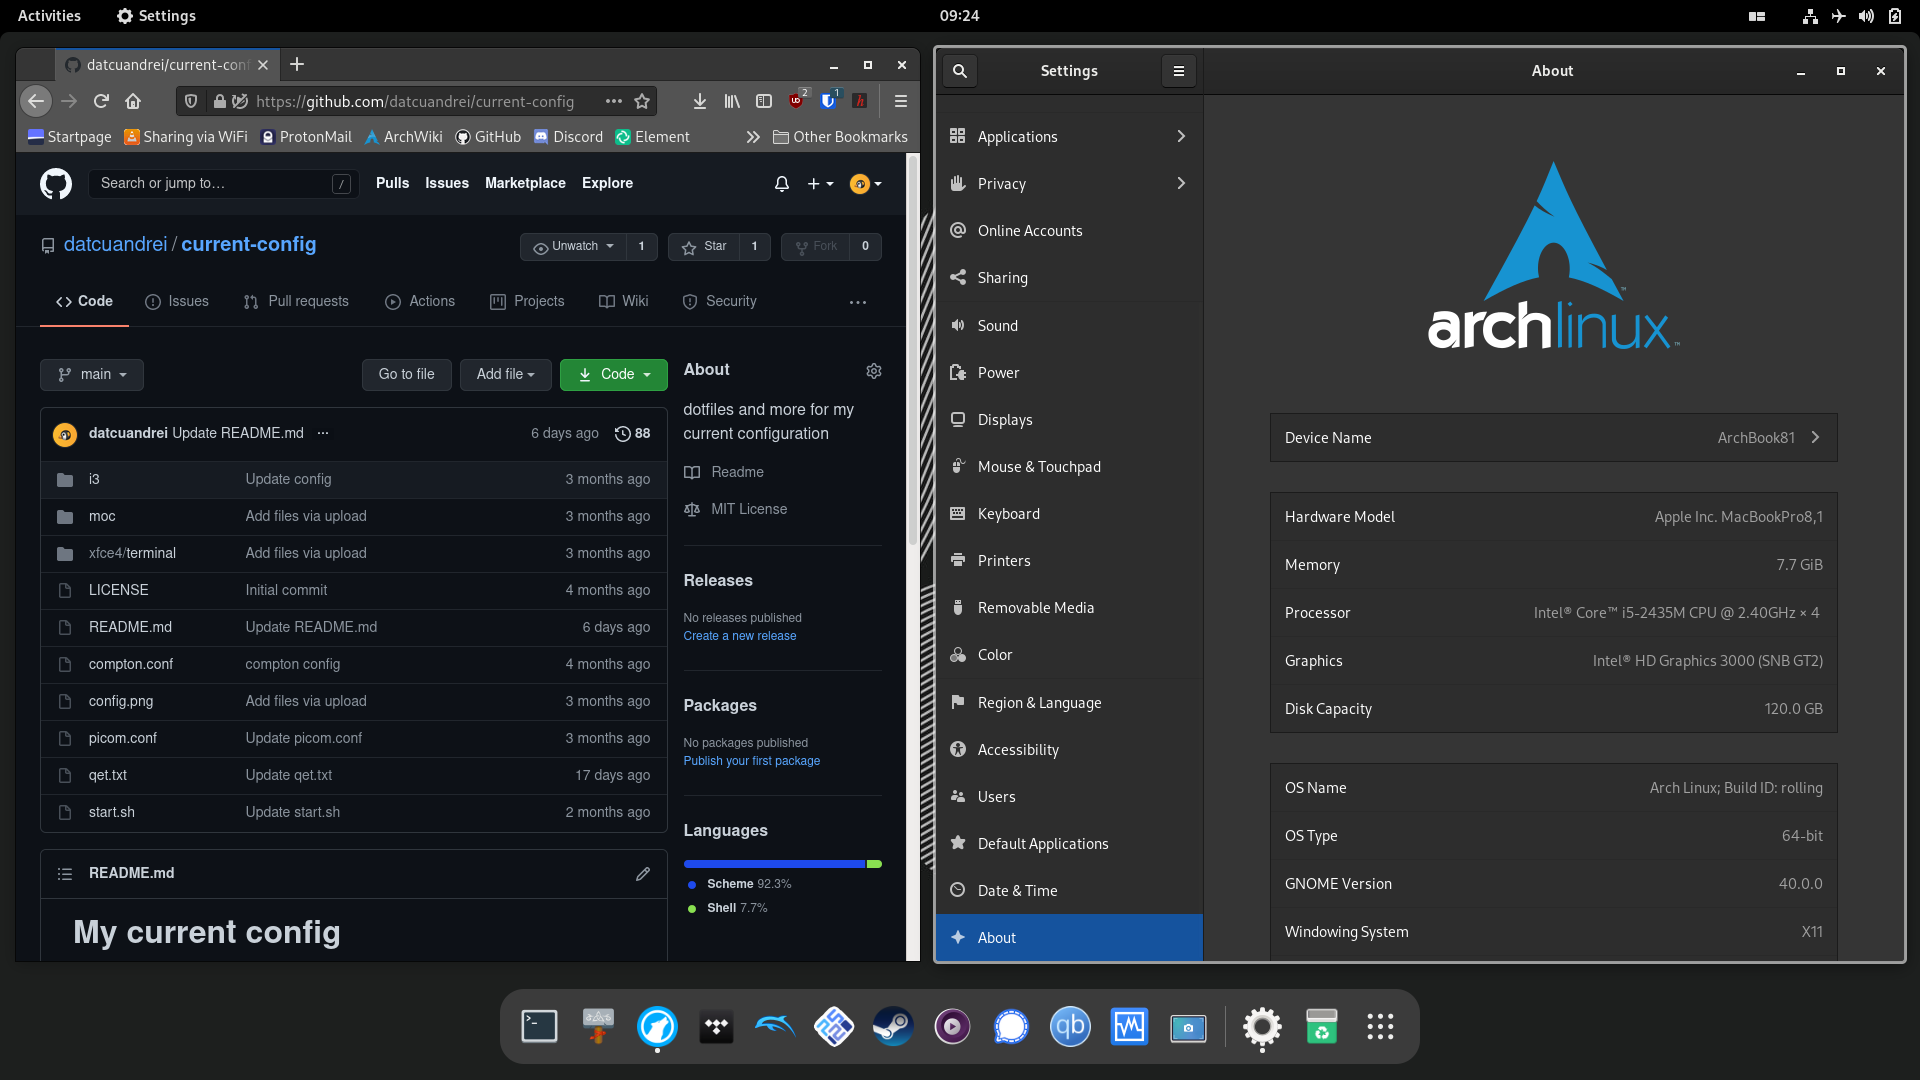 Activities Settings 09:24
datcuandrei/current-conf
https://github.com/datcuandrei/current-config 2 1
Startpage Sharing via WiFi ProtonMail ArchWiki GitHub Discord Element Other Bookmarks
Search or jump to… / Pulls Issues Marketplace Explore
datcuandrei / current-config Unwatch 1 Star 1 Fork 0
Code Issues Pull requests Actions Projects Wiki Security
main Go to file Add file Code
datcuandrei Update README.md 6 days ago 88
i3 Update config 3 months ago
moc Add files via upload 3 months ago
xfce4/terminal Add files via upload 3 months ago
LICENSE Initial commit 4 months ago
README.md Update README.md 6 days ago
compton.conf compton config 4 months ago
config.png Add files via upload 3 months ago
picom.conf Update picom.conf 3 months ago
qet.txt Update qet.txt 17 days ago
start.sh Update start.sh 2 months ago
README.md
My current config
About
dotfiles and more for my
current configuration
Readme
MIT License
Releases
No releases published
Create a new release
Packages
No packages published
Publish your first package
Languages
Scheme 92.3%
Shell 7.7%
Settings
Applications
Privacy
Online Accounts
Sharing
Sound
Power
Displays
Mouse & Touchpad
Keyboard
Printers
Removable Media
Color
Region & Language
Accessibility
Users
Default Applications
Date & Time
About
About
archlinux™
Device Name ArchBook81
Hardware Model Apple Inc. MacBookPro8,1
Memory 7.7 GiB
Processor Intel® Core™ i5-2435M CPU @ 2.40GHz × 4
Graphics Intel® HD Graphics 3000 (SNB GT2)
Disk Capacity 120.0 GB
OS Name Arch Linux; Build ID: rolling
OS Type 64-bit
GNOME Version 40.0.0
Windowing System X11
qb